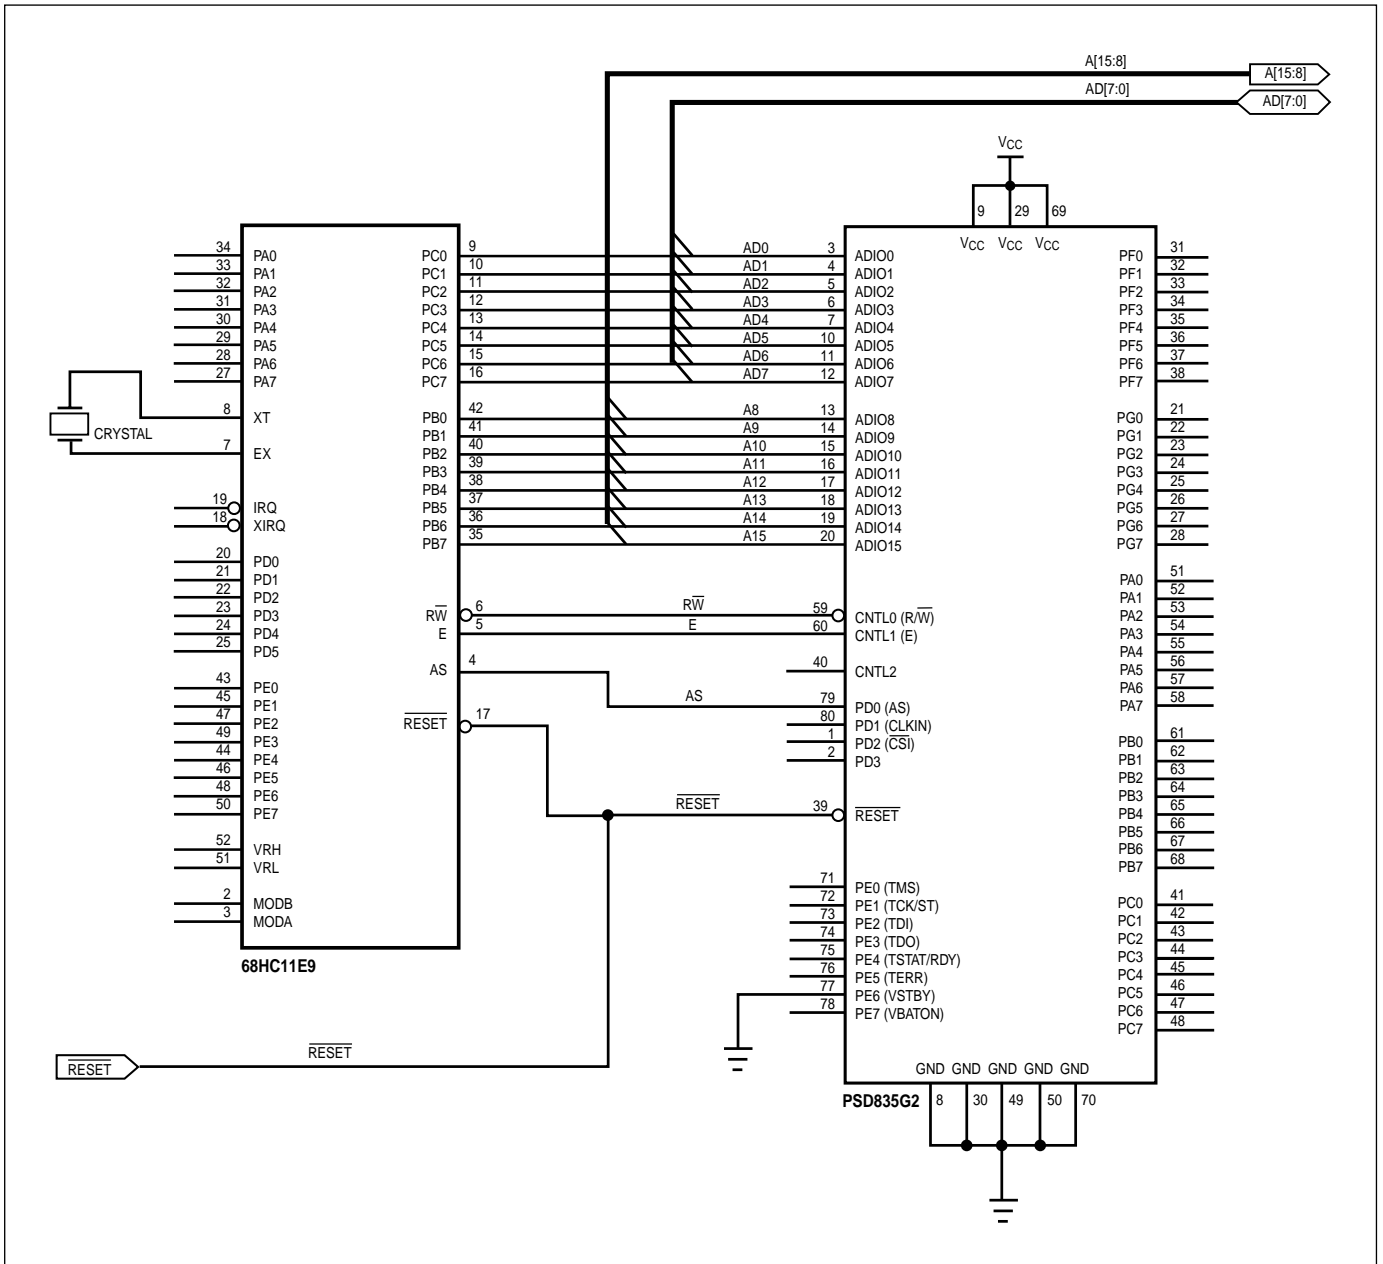 A[15:8]
A[15:8]
AD[7:0]
AD[7:0]
VCC
9 29 69
VCC VCC VCC
34 PA0
33 PA1
32 PA2
31 PA3
30 PA4
29 PA5
28 PA6
27 PA7
8 XT
CRYSTAL
7 EX
19 IRQ
18 XIRQ
20 PD0
21 PD1
22 PD2
23 PD3
24 PD4
25 PD5
43 PE0
45 PE1
47 PE2
49 PE3
44 PE4
46 PE5
48 PE6
50 PE7
52 VRH
51 VRL
2 MODB
3 MODA
PC0 9
PC1 10
PC2 11
PC3 12
PC4 13
PC5 14
PC6 15
PC7 16
PB0 42
PB1 41
PB2 40
PB3 39
PB4 38
PB5 37
PB6 36
PB7 35
RW̅ 6
E 5
AS 4
R̅E̅S̅E̅T̅ 17
68HC11E9
AD0 3 ADIO0
AD1 4 ADIO1
AD2 5 ADIO2
AD3 6 ADIO3
AD4 7 ADIO4
AD5 10 ADIO5
AD6 11 ADIO6
AD7 12 ADIO7
A8 13 ADIO8
A9 14 ADIO9
A10 15 ADIO10
A11 16 ADIO11
A12 17 ADIO12
A13 18 ADIO13
A14 19 ADIO14
A15 20 ADIO15
RW̅ 59 CNTL0 (R/W̅)
E 60 CNTL1 (E)
40 CNTL2
AS 79 PD0 (AS)
80 PD1 (CLKIN)
1 PD2 (C̅S̅I̅)
2 PD3
R̅E̅S̅E̅T̅ 39 R̅E̅S̅E̅T̅
71 PE0 (TMS)
72 PE1 (TCK/ST)
73 PE2 (TDI)
74 PE3 (TDO)
75 PE4 (TSTAT/RDY)
76 PE5 (TERR)
77 PE6 (VSTBY)
78 PE7 (VBATON)
PF0 31
PF1 32
PF2 33
PF3 34
PF4 35
PF5 36
PF6 37
PF7 38
PG0 21
PG1 22
PG2 23
PG3 24
PG4 25
PG5 26
PG6 27
PG7 28
PA0 51
PA1 52
PA2 53
PA3 54
PA4 55
PA5 56
PA6 57
PA7 58
PB0 61
PB1 62
PB2 63
PB3 64
PB4 65
PB5 66
PB6 67
PB7 68
PC0 41
PC1 42
PC2 43
PC3 44
PC4 45
PC5 46
PC6 47
PC7 48
R̅E̅S̅E̅T̅
R̅E̅S̅E̅T̅
GND GND GND GND GND
PSD835G2
8 30 49 50 70